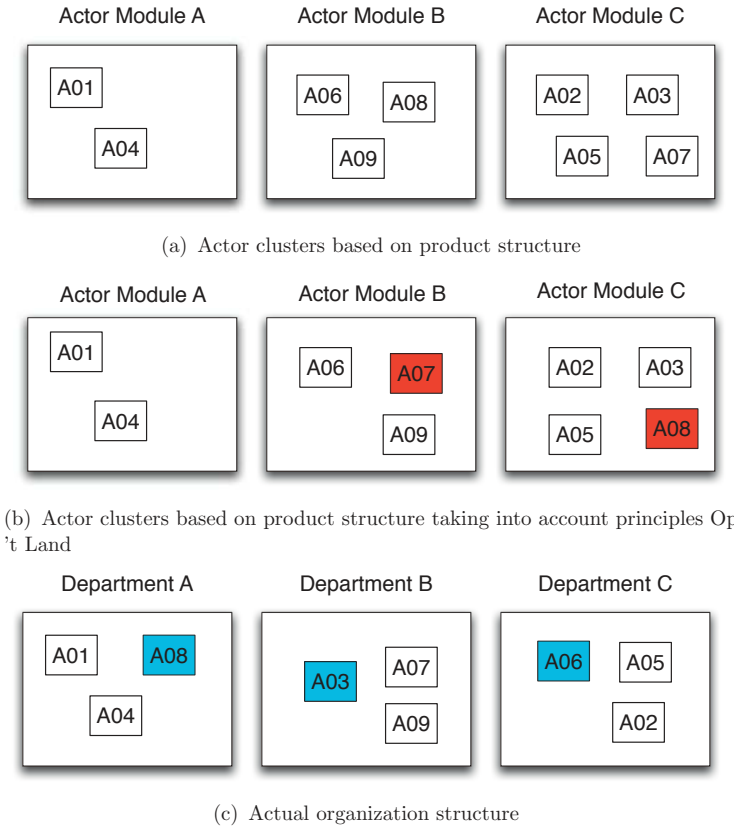 Actor Module A Actor Module B Actor Module C
A01
A04
A06
A08
A09
A02
A03
A05
A07
(a) Actor clusters based on product structure
Actor Module A Actor Module B Actor Module C
A01
A04
A06
A07
A09
A02
A03
A05
A08
(b) Actor clusters based on product structure taking into account principles Op
't Land
Department A Department B Department C
A01
A08
A04
A03
A07
A09
A06
A05
A02
(c) Actual organization structure